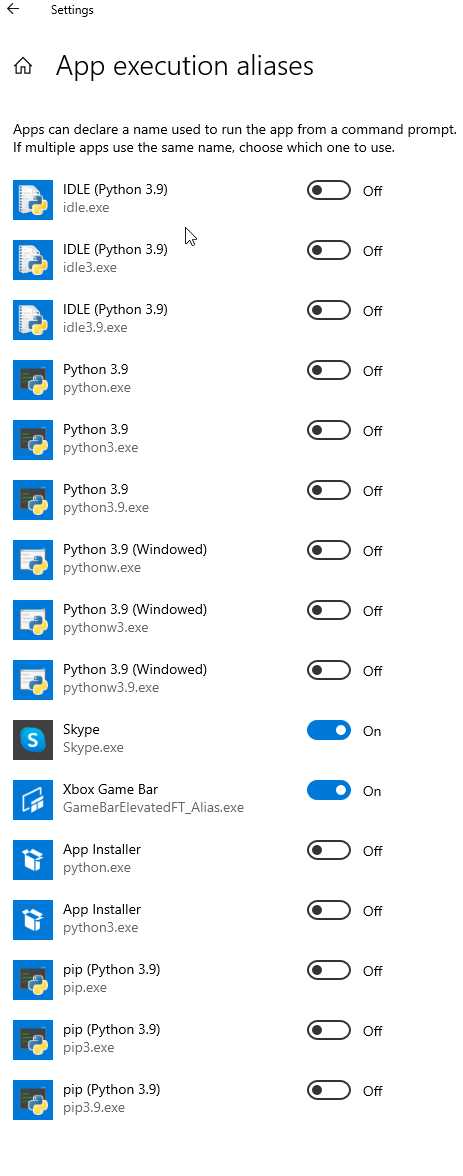 Settings
App execution aliases
Apps can declare a name used to run the app from a command prompt.
If multiple apps use the same name, choose which one to use.
IDLE (Python 3.9)
idle.exe
Off
IDLE (Python 3.9)
idle3.exe
Off
IDLE (Python 3.9)
idle3.9.exe
Off
Python 3.9
python.exe
Off
Python 3.9
python3.exe
Off
Python 3.9
python3.9.exe
Off
Python 3.9 (Windowed)
pythonw.exe
Off
Python 3.9 (Windowed)
pythonw3.exe
Off
Python 3.9 (Windowed)
pythonw3.9.exe
Off
Skype
Skype.exe
On
Xbox Game Bar
GameBarElevatedFT_Alias.exe
On
App Installer
python.exe
Off
App Installer
python3.exe
Off
pip (Python 3.9)
pip.exe
Off
pip (Python 3.9)
pip3.exe
Off
pip (Python 3.9)
pip3.9.exe
Off